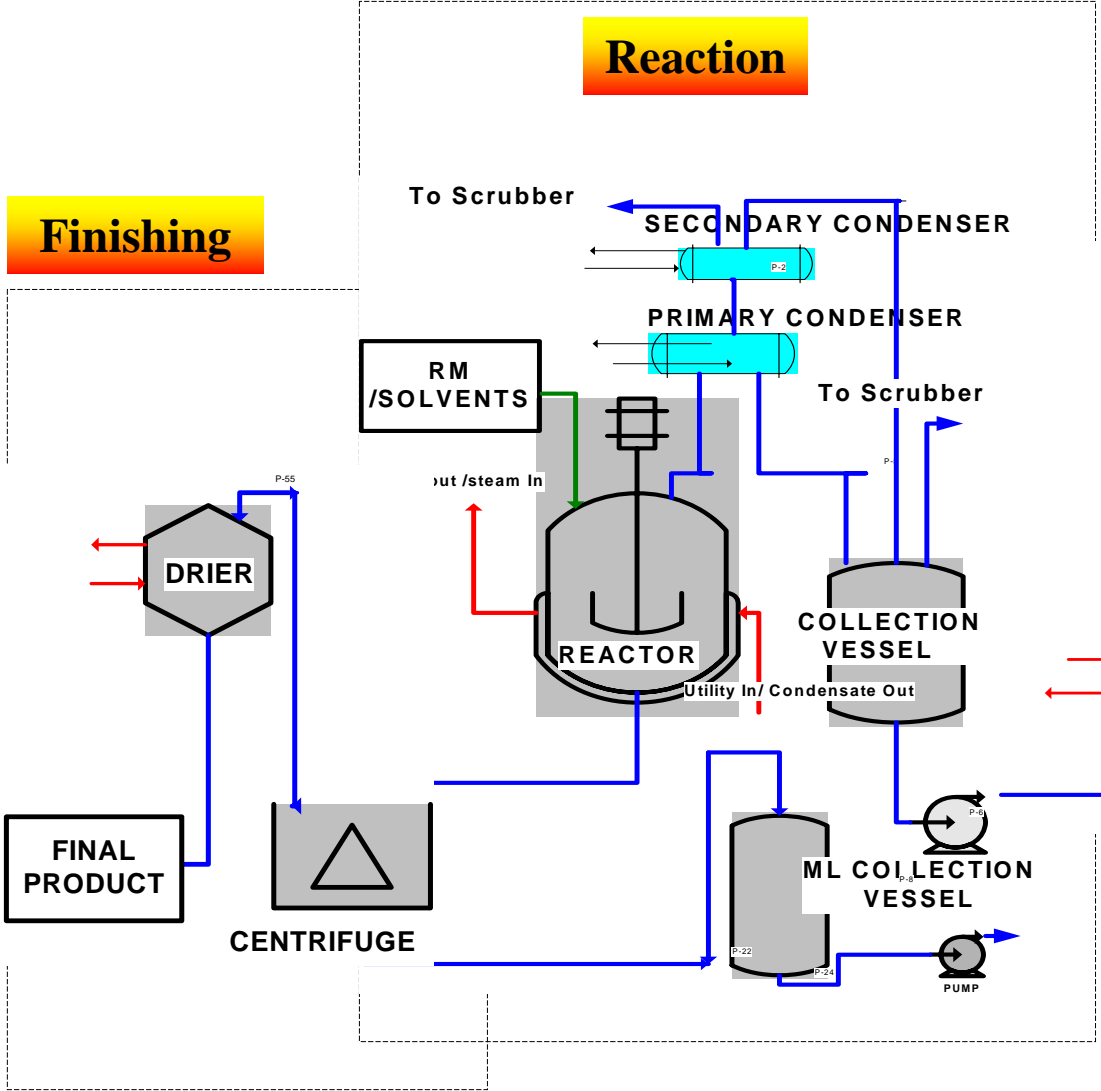 Reaction
To Scrubber
SECONDARY CONDENSER
Finishing
P-2
PRIMARY CONDENSER
RM
/SOLVENTS
To Scrubber
P-
P-55
/steam In
DRIER
COLLECTION
VESSEL
REACTOR
Utility In/ Condensate Out
P-6
FINAL
PRODUCT
ML COLLECTION
VESSEL
P-8
CENTRIFUGE
P-22
P-24
PUMP